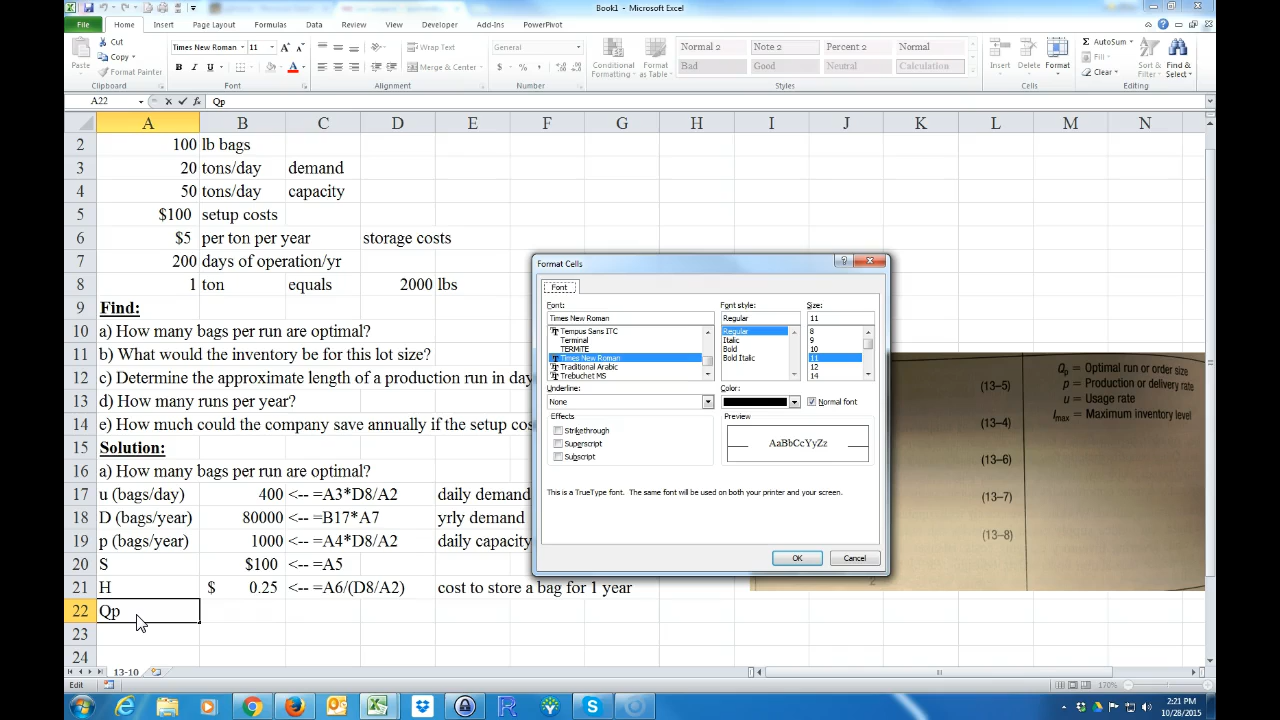 Book1 - Microsoft Excel
File Home Insert Page Layout Formulas Data Review View Developer Add-Ins PowerPivot
Paste
Cut
Copy
Format Painter
Clipboard
Times New Roman 11
B I U
Font
Wrap Text
Merge & Center
Alignment
General
$ % ,
Number
Conditional Formatting
Format as Table
Normal 2 Note 2 Percent 2 Normal
Bad Good Neutral Calculation
Styles
Insert Delete Format
Cells
AutoSum
Fill
Clear
Sort & Filter
Find & Select
Editing
A22 Qp
A B C D E F G H I J K L M N
2 100 lb bags
3 20 tons/day demand
4 50 tons/day capacity
5 $100 setup costs
6 $5 per ton per year storage costs
7 200 days of operation/yr
8 1 ton equals 2000 lbs
9 Find:
10 a) How many bags per run are optimal?
11 b) What would the inventory be for this lot size?
12 c) Determine the approximate length of a production run in day
13 d) How many runs per year?
14 e) How much could the company save annually if the setup cos
15 Solution:
16 a) How many bags per run are optimal?
17 u (bags/day) 400 <-- =A3*D8/A2 daily demand
18 D (bags/year) 80000 <-- =B17*A7 yrly demand
19 p (bags/year) 1000 <-- =A4*D8/A2 daily capacity
20 S $100 <-- =A5
21 H $ 0.25 <-- =A6/(D8/A2) cost to store a bag for 1 year
22 Qp
23
24
Format Cells
Font
Font: Font style: Size:
Times New Roman Regular 11
Tempus Sans ITC
Terminal
TERMITE
Times New Roman
Traditional Arabic
Trebuchet MS
Regular
Italic
Bold
Bold Italic
8
9
10
11
12
14
Underline: Color:
None Normal font
Effects
Strikethrough
Superscript
Subscript
Preview
AaBbCcYyZz
This is a TrueType font. The same font will be used on both your printer and your screen.
OK Cancel
(13–5)
(13–4)
(13–6)
(13–7)
(13–8)
Qp = Optimal run or order size
p = Production or delivery rate
u = Usage rate
Imax = Maximum inventory level
13-10
Edit 170%
2:21 PM
10/28/2015